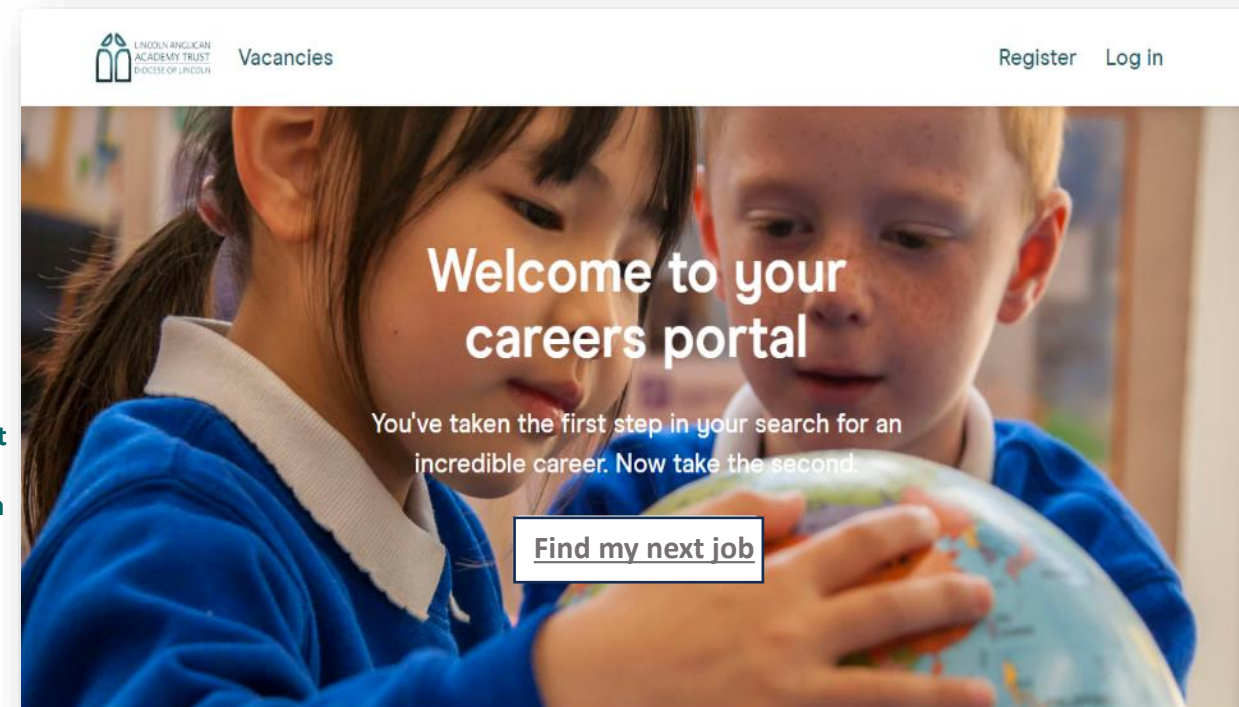 LINCOLN ANGLICAN
ACADEMY TRUST
DIOCESE OF LINCOLN
Vacancies
Register
Log in
Welcome to your
careers portal
You've taken the first step in your search for an
incredible career. Now take the second.
Find my next job